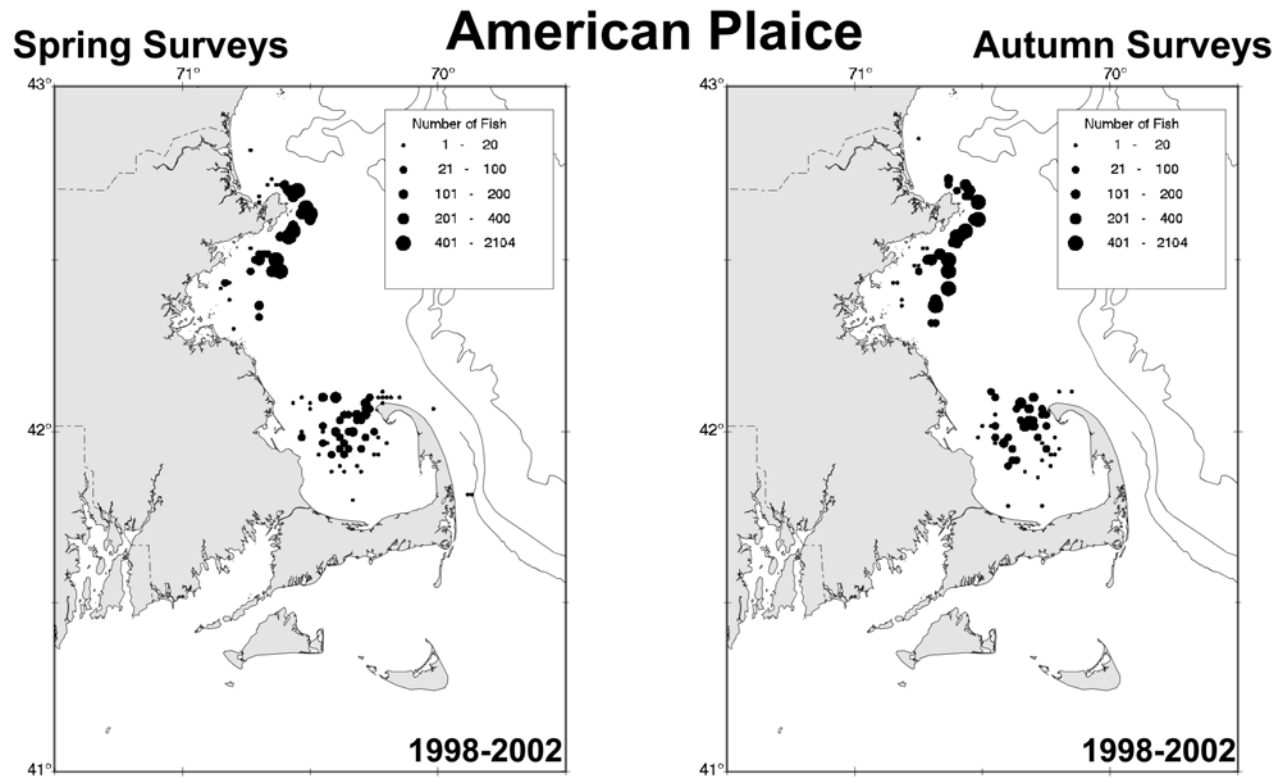 American Plaice
Spring Surveys
Autumn Surveys
71° 70°
43°
42°
41°
Number of Fish
1 - 20
21 - 100
101 - 200
201 - 400
401 - 2104
1998-2002
71° 70°
43°
42°
41°
Number of Fish
1 - 20
21 - 100
101 - 200
201 - 400
401 - 2104
1998-2002